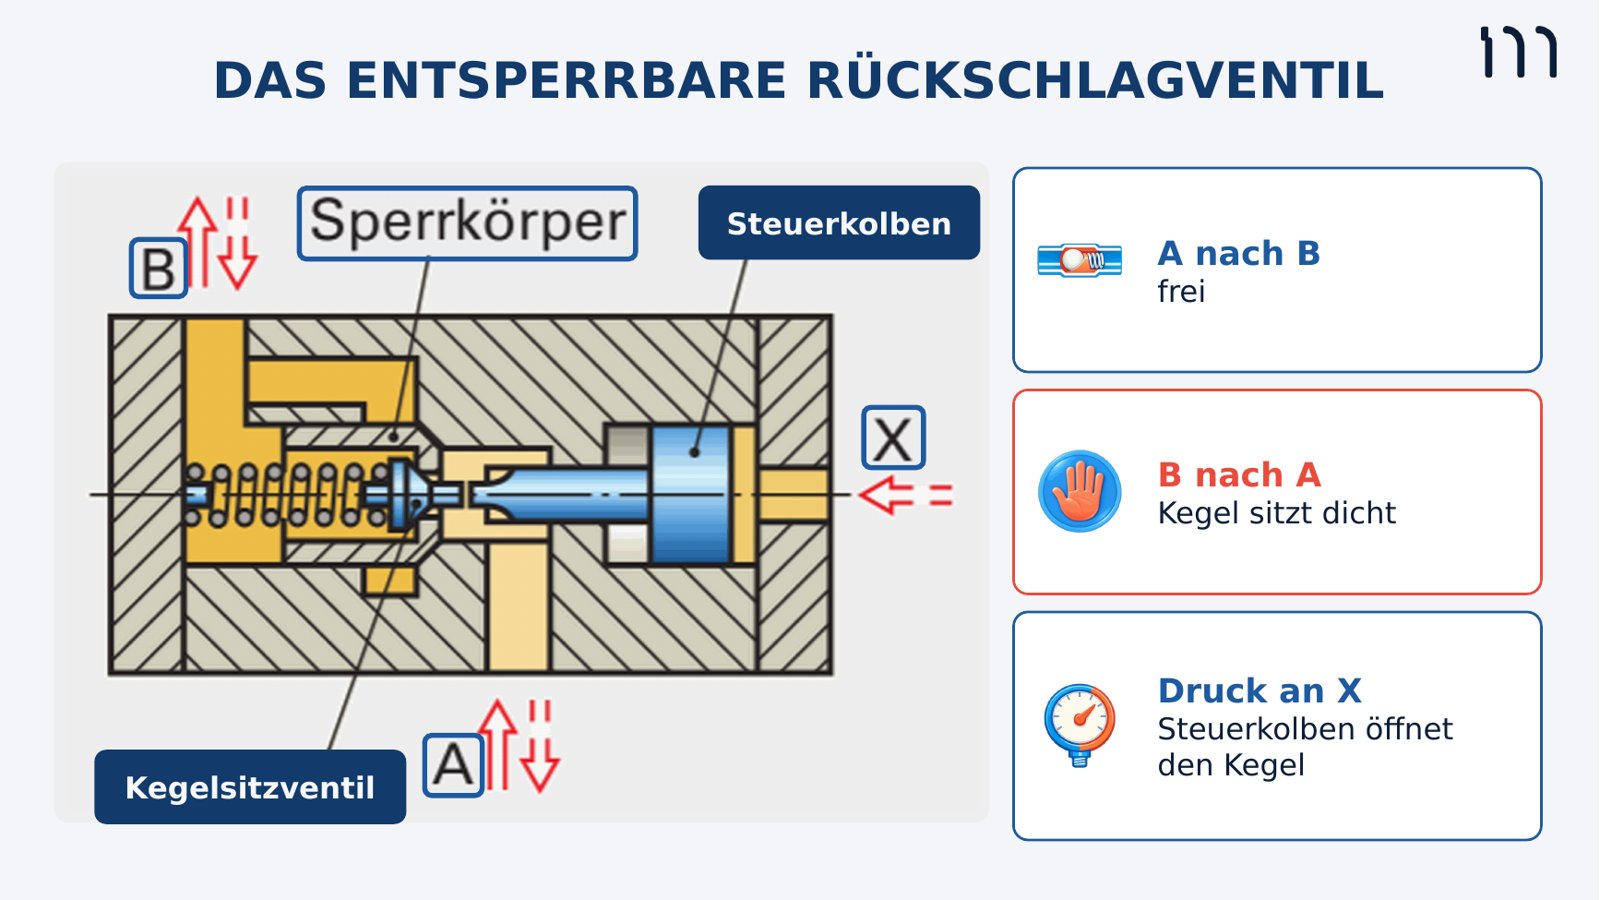 DAS ENTSPERRBARE RÜCKSCHLAGVENTIL
m
B
Sperrkörper
Steuerkolben
X
Kegelsitzventil
A
A nach B
frei
B nach A
Kegel sitzt dicht
Druck an X
Steuerkolben öffnet
den Kegel